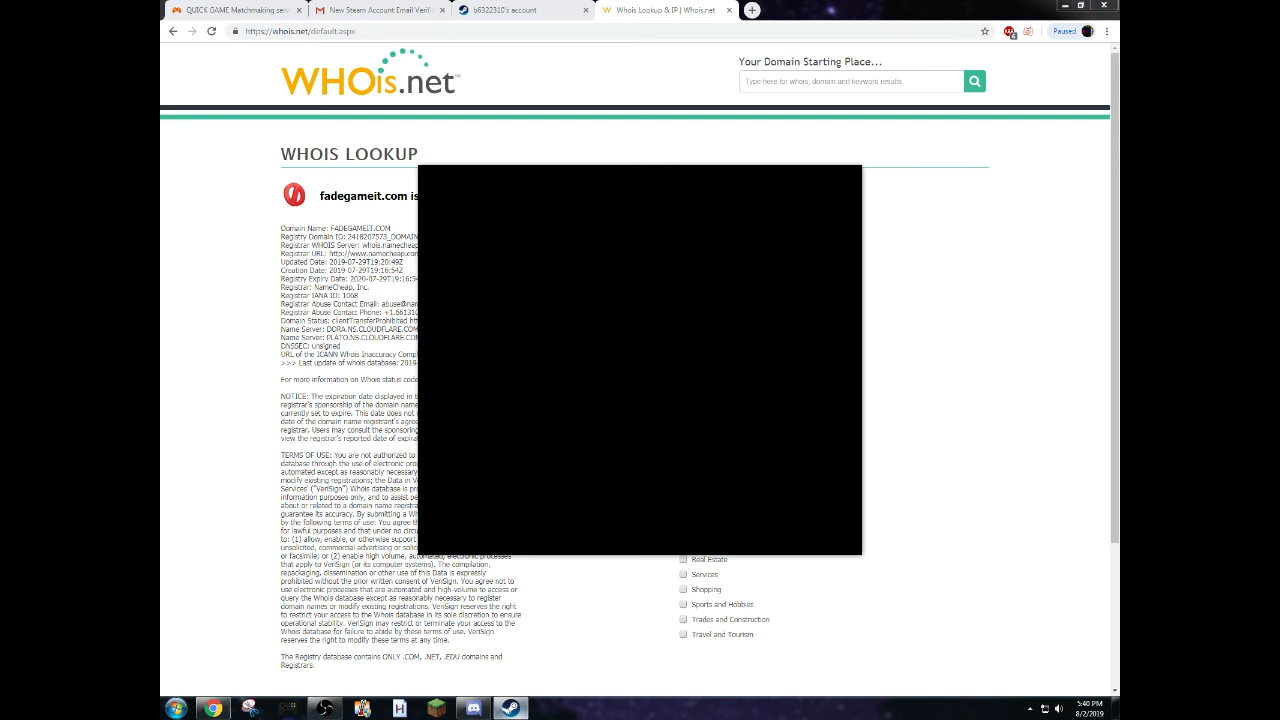 QUICK GAME Matchmaking serv
New Steam Account Email Verifi
b6322310's account
Whois Lookup & IP | Whois.net
https://whois.net/default.aspx
Paused
WHOis.net
Your Domain Starting Place...
Type here for whois, domain and keyword results
WHOIS LOOKUP
fadegameit.com is
Domain Name: FADEGAMEIT.COM
Registry Domain ID: 2418207573_DOMAIN
Registrar WHOIS Server: whois.namecheap
Registrar URL: http://www.namecheap.com
Updated Date: 2019-07-29T19:20:49Z
Creation Date: 2019-07-29T19:16:54Z
Registry Expiry Date: 2020-07-29T19:16:54
Registrar: NameCheap, Inc.
Registrar IANA ID: 1068
Registrar Abuse Contact Email: abuse@nam
Registrar Abuse Contact Phone: +1.661310
Domain Status: clientTransferProhibited htt
Name Server: DORA.NS.CLOUDFLARE.COM
Name Server: PLATO.NS.CLOUDFLARE.COM
DNSSEC: unsigned
URL of the ICANN Whois Inaccuracy Compl
>>> Last update of whois database: 2019-
For more information on Whois status code
NOTICE: The expiration date displayed in t
registrar's sponsorship of the domain name
currently set to expire. This date does not
date of the domain name registrant's agree
registrar. Users may consult the sponsoring
view the registrar's reported date of expirat
TERMS OF USE: You are not authorized to
database through the use of electronic proc
automated except as reasonably necessary
modify existing registrations; the Data in V
Services' ("VeriSign") Whois database is pr
information purposes only, and to assist pe
about or related to a domain name registra
guarantee its accuracy. By submitting a Wh
by the following terms of use: You agree th
for lawful purposes and that under no circu
to: (1) allow, enable, or otherwise support
unsolicited, commercial advertising or solic
or facsimile; or (2) enable high volume, automated, electronic processes
that apply to VeriSign (or its computer systems). The compilation,
repackaging, dissemination or other use of this Data is expressly
prohibited without the prior written consent of VeriSign. You agree not to
use electronic processes that are automated and high-volume to access or
query the Whois database except as reasonably necessary to register
domain names or modify existing registrations. VeriSign reserves the right
to restrict your access to the Whois database in its sole discretion to ensure
operational stability. VeriSign may restrict or terminate your access to the
Whois database for failure to abide by these terms of use. VeriSign
reserves the right to modify these terms at any time.
The Registry database contains ONLY .COM, .NET, .EDU domains and
Registrars.
Real Estate
Services
Shopping
Sports and Hobbies
Trades and Construction
Travel and Tourism
5:40 PM
8/2/2019